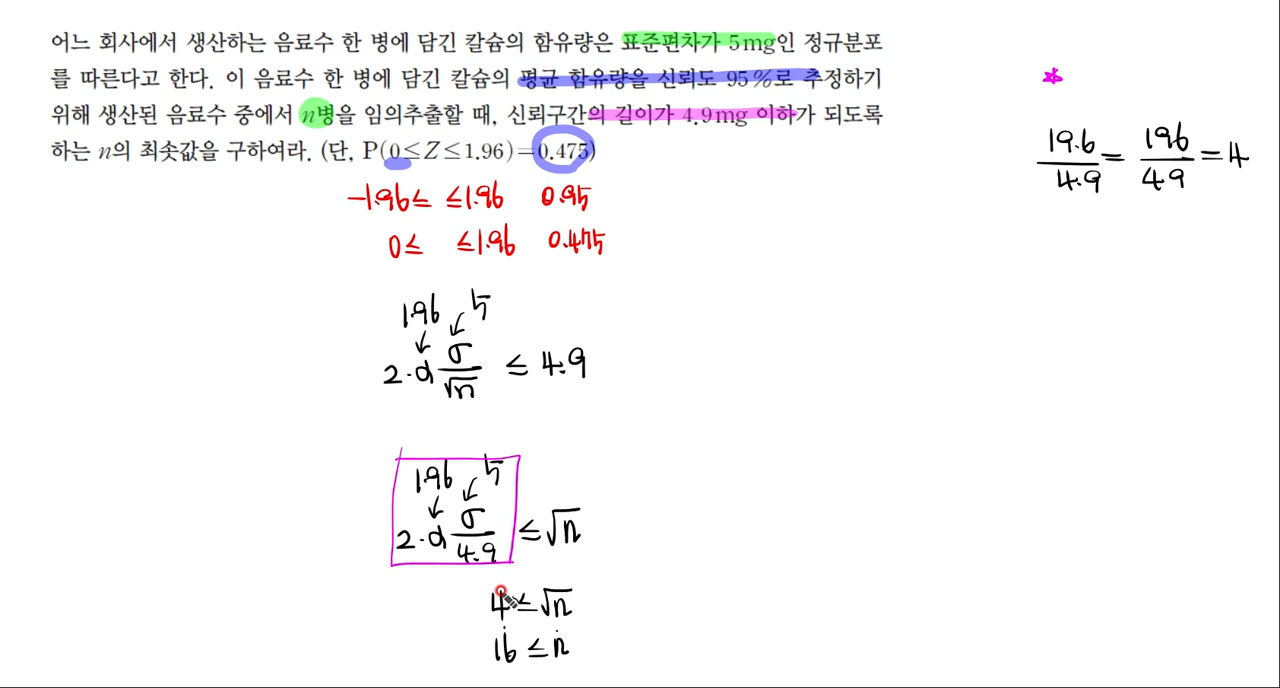 어느 회사에서 생산하는 음료수 한 병에 담긴 칼슘의 함유량은 표준편차가 5mg인 정규분포
를 따른다고 한다. 이 음료수 한 병에 담긴 칼슘의 평균 함유량을 신뢰도 95%로 추정하기
위해 생산된 음료수 중에서 n병을 임의추출할 때, 신뢰구간의 길이가 4.9mg 이하가 되도록
하는 n의 최솟값을 구하여라. (단, P(0≤Z≤1.96)=0.475)
19.6/4.9 = 196/49 = 4
-1.96≤ ≤1.96 0.95
0≤ ≤1.96 0.475
1.96 5
2·α σ/√n ≤ 4.9
1.96 5
2·α σ/4.9 ≤ √n
4 ≤ √n
16 ≤ n